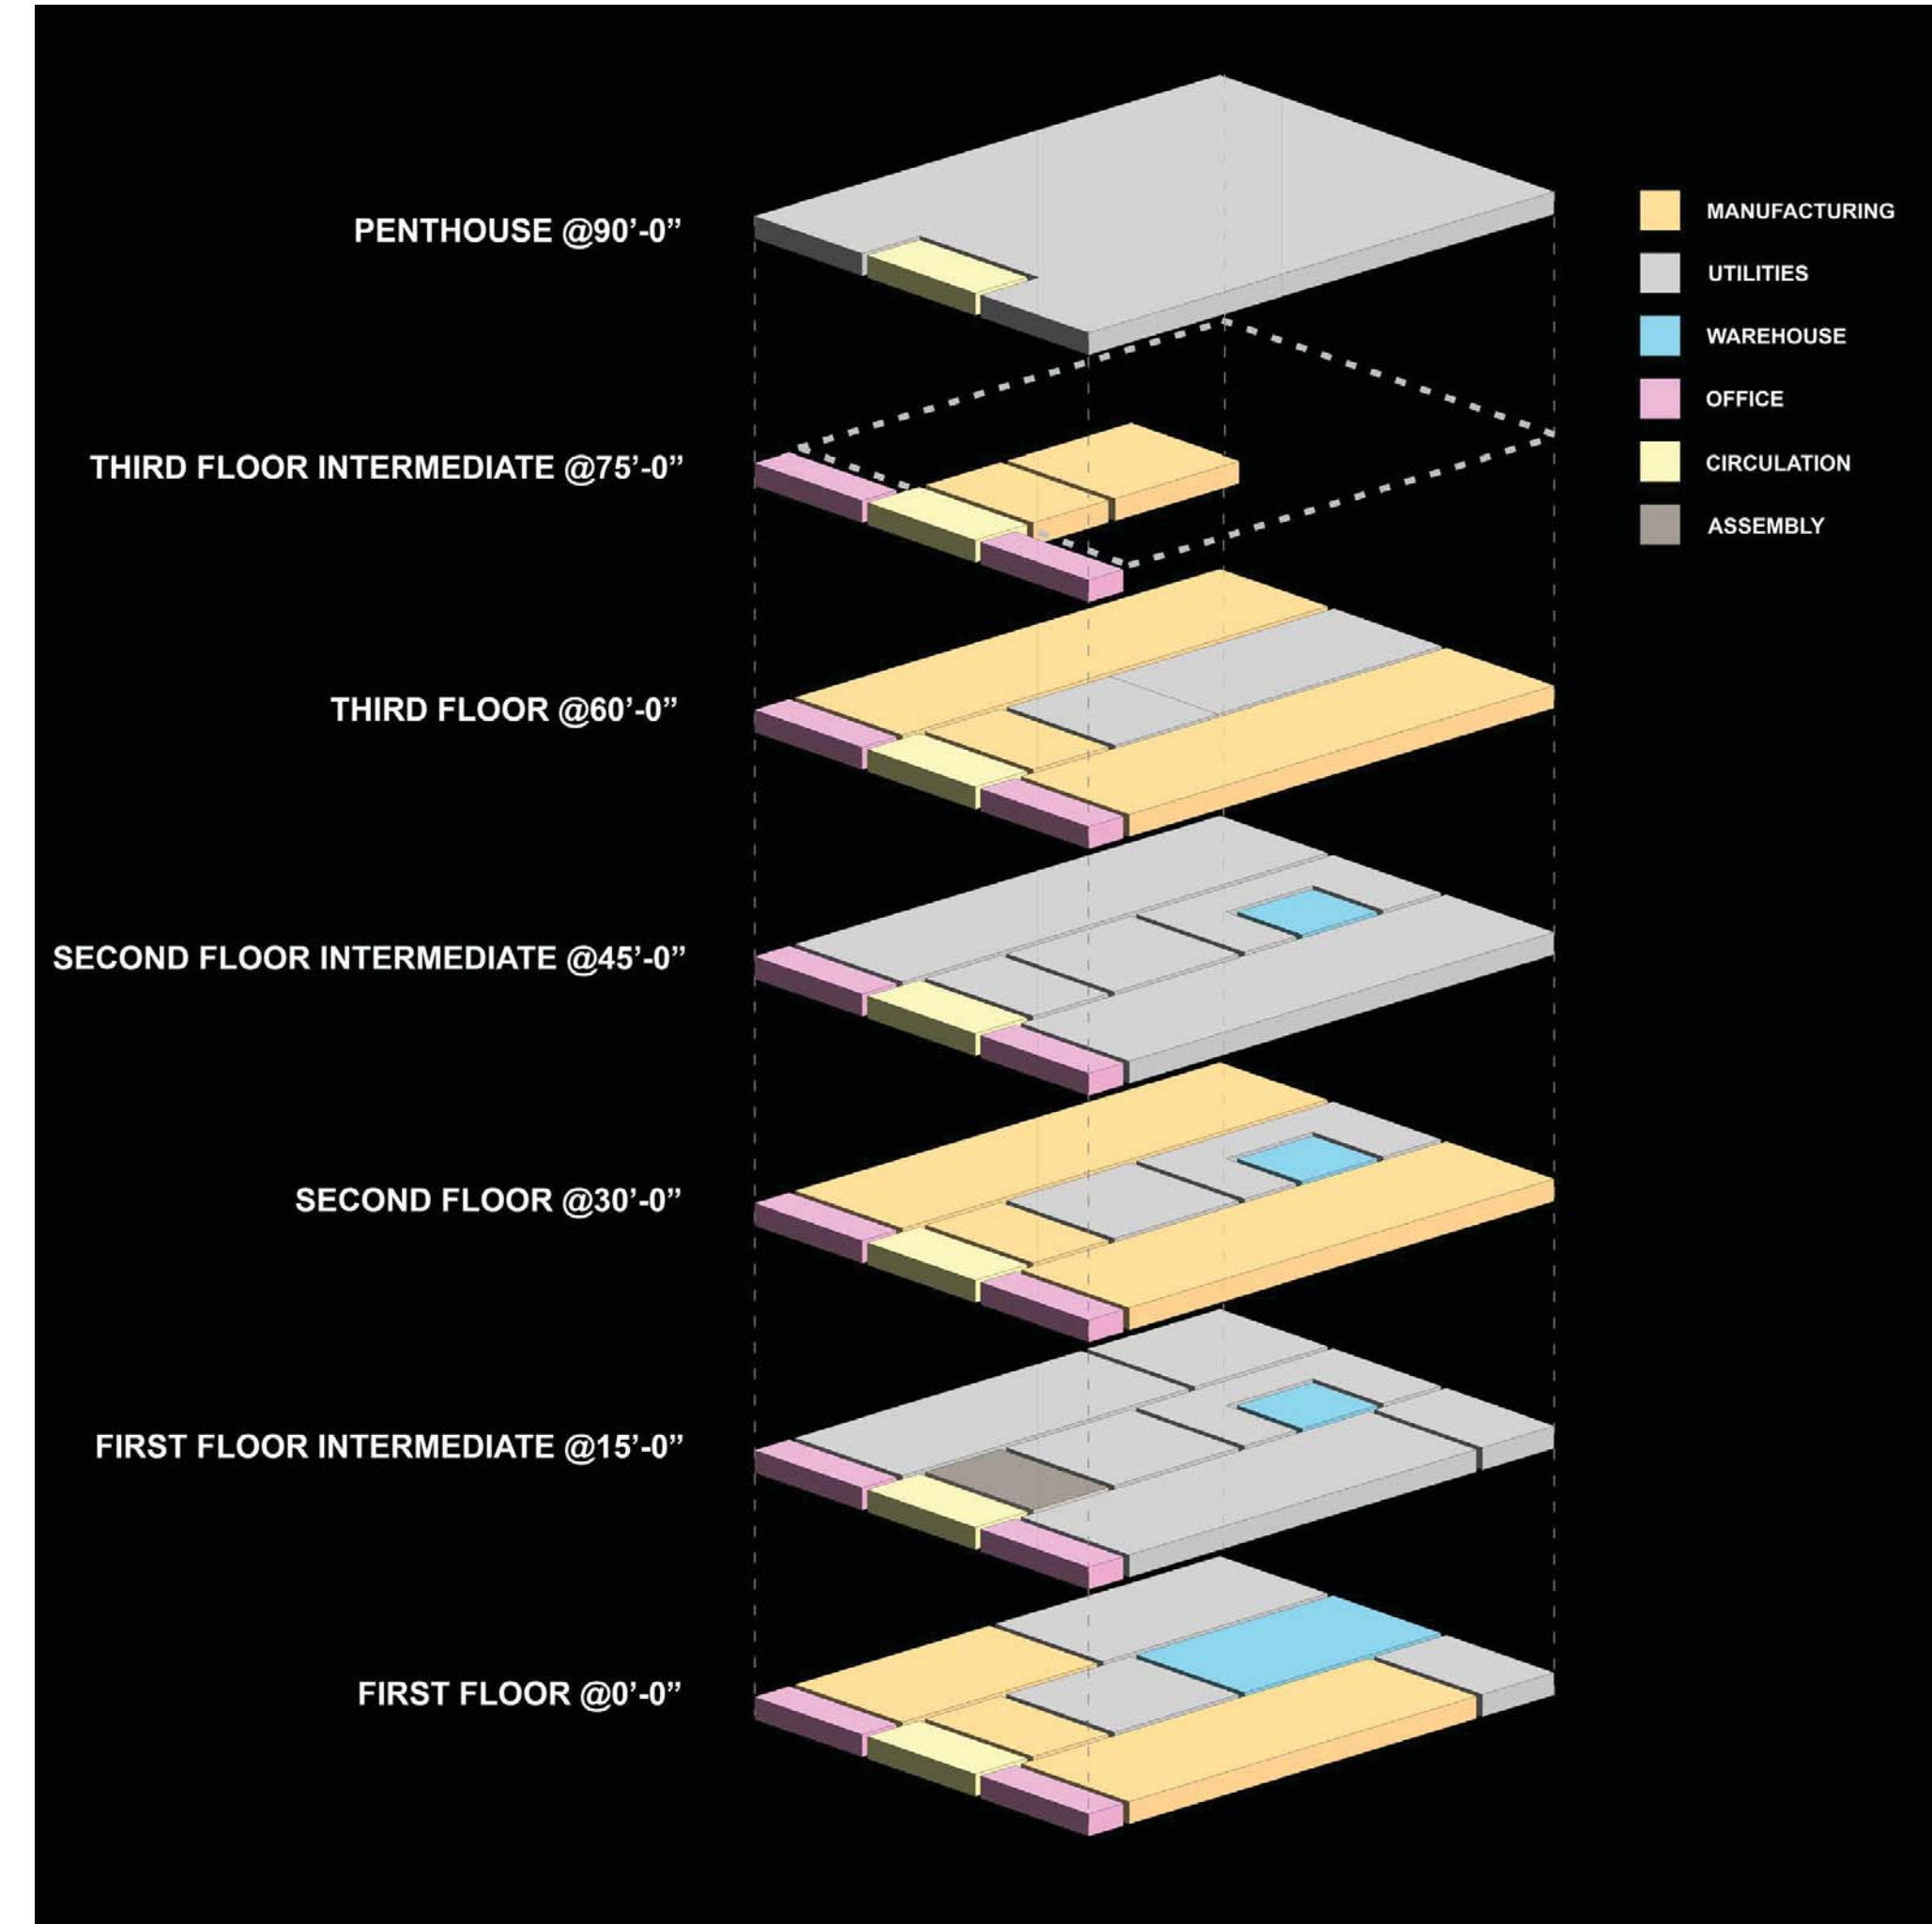 PENTHOUSE @90’-0”
THIRD FLOOR INTERMEDIATE @75’-0”
THIRD FLOOR @60’-0”
SECOND FLOOR INTERMEDIATE @45’-0”
SECOND FLOOR @30’-0”
FIRST FLOOR INTERMEDIATE @15’-0”
FIRST FLOOR @0’-0”
MANUFACTURING
UTILITIES
WAREHOUSE
OFFICE
CIRCULATION
ASSEMBLY